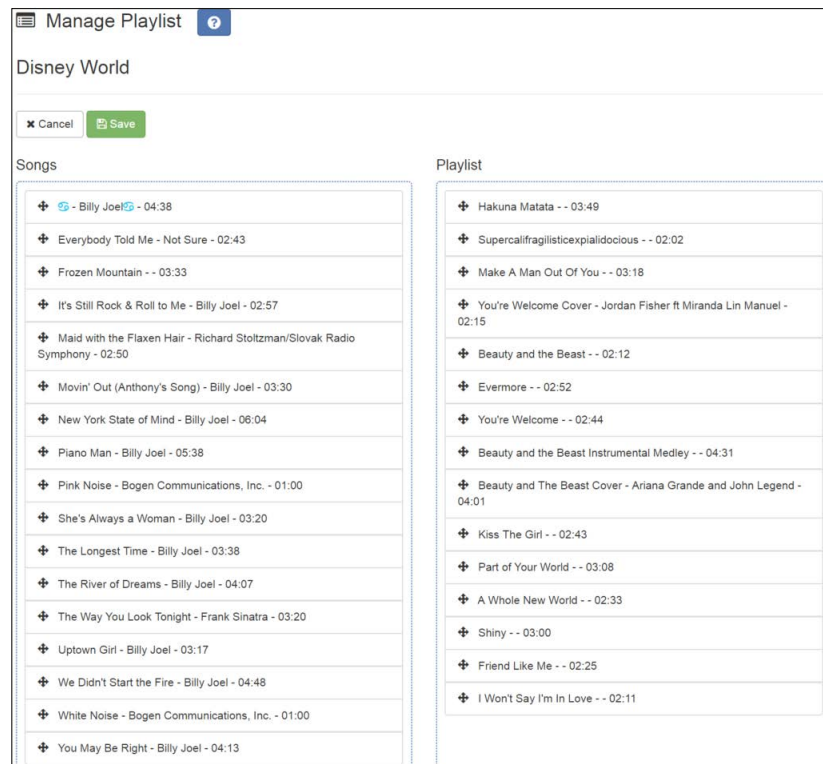 Manage Playlist
Disney World
Cancel
Save
Songs
♋ - Billy Joel♋ - 04:38
Everybody Told Me - Not Sure - 02:43
Frozen Mountain - - 03:33
It's Still Rock & Roll to Me - Billy Joel - 02:57
Maid with the Flaxen Hair - Richard Stoltzman/Slovak Radio
Symphony - 02:50
Movin' Out (Anthony's Song) - Billy Joel - 03:30
New York State of Mind - Billy Joel - 06:04
Piano Man - Billy Joel - 05:38
Pink Noise - Bogen Communications, Inc. - 01:00
She's Always a Woman - Billy Joel - 03:20
The Longest Time - Billy Joel - 03:38
The River of Dreams - Billy Joel - 04:07
The Way You Look Tonight - Frank Sinatra - 03:20
Uptown Girl - Billy Joel - 03:17
We Didn't Start the Fire - Billy Joel - 04:48
White Noise - Bogen Communications, Inc. - 01:00
You May Be Right - Billy Joel - 04:13
Playlist
Hakuna Matata - - 03:49
Supercalifragilisticexpialidocious - - 02:02
Make A Man Out Of You - - 03:18
You're Welcome Cover - Jordan Fisher ft Miranda Lin Manuel -
02:15
Beauty and the Beast - - 02:12
Evermore - - 02:52
You're Welcome - - 02:44
Beauty and the Beast Instrumental Medley - - 04:31
Beauty and The Beast Cover - Ariana Grande and John Legend -
04:01
Kiss The Girl - - 02:43
Part of Your World - - 03:08
A Whole New World - - 02:33
Shiny - - 03:00
Friend Like Me - - 02:25
I Won't Say I'm In Love - - 02:11